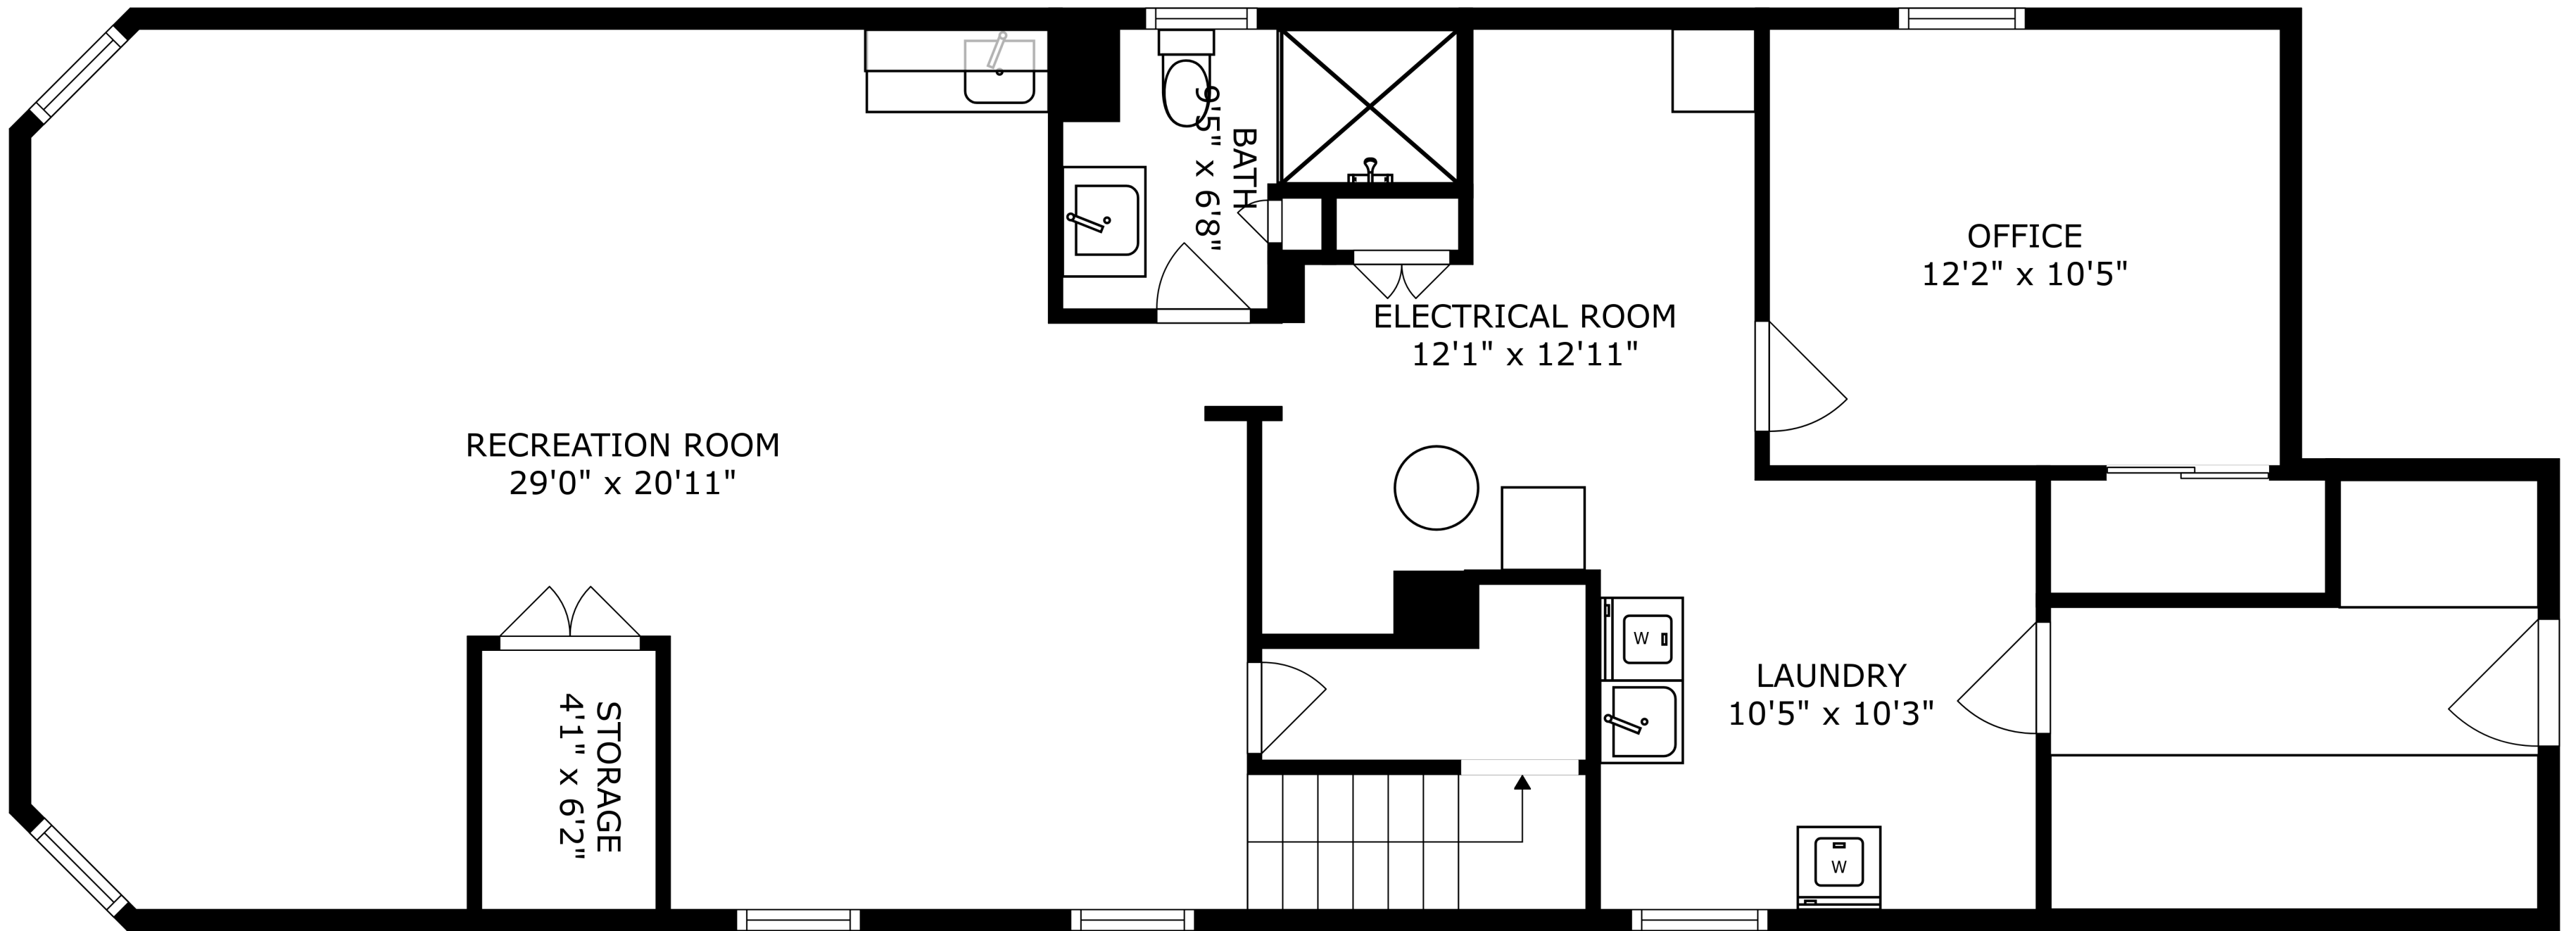 BATH
9'5" x 6'8"
OFFICE
12'2" x 10'5"
ELECTRICAL ROOM
12'1" x 12'11"
RECREATION ROOM
29'0" x 20'11"
STORAGE
4'1" x 6'2"
W
LAUNDRY
10'5" x 10'3"
W